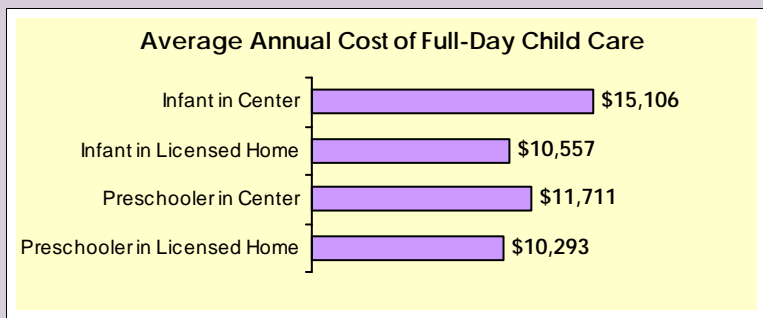 Average Annual Cost of Full-Day Child Care
Infant in Center $15,106
Infant in Licensed Home $10,557
Preschooler in Center $11,711
Preschooler in Licensed Home $10,293